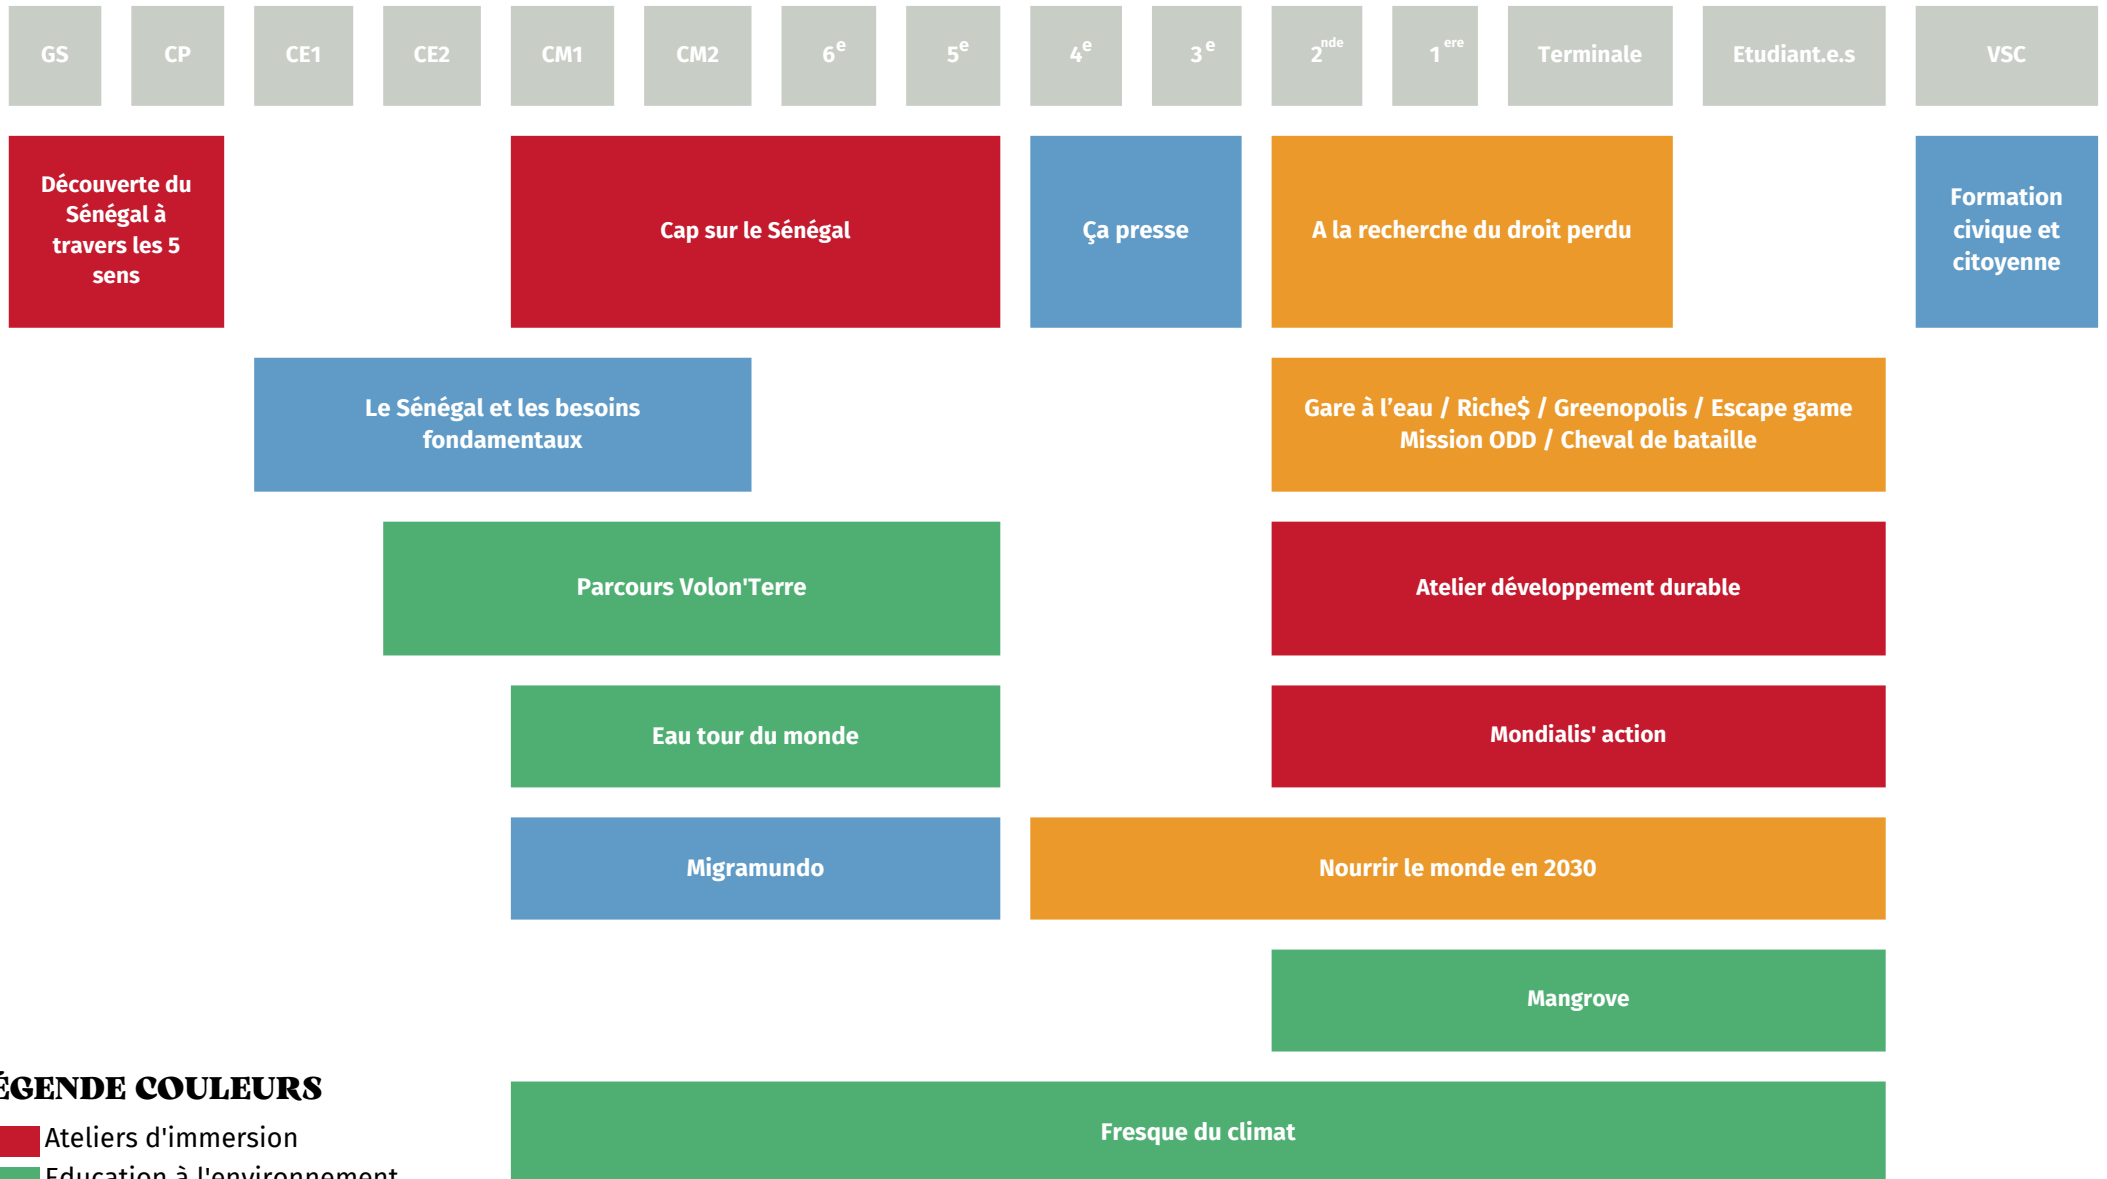 GS CP CE1 CE2 CM1 CM2 6e 5e 4e 3e 2nde 1ere Terminale Etudiant.e.s VSC
Découverte du
Sénégal à
travers les 5
sens
Cap sur le Sénégal
Ça presse
A la recherche du droit perdu
Formation
civique et
citoyenne
Le Sénégal et les besoins
fondamentaux
Gare à l’eau / Riche$ / Greenopolis / Escape game
Mission ODD / Cheval de bataille
Parcours Volon'Terre
Atelier développement durable
Eau tour du monde
Mondialis' action
Migramundo
Nourrir le monde en 2030
Mangrove
ÉGENDE COULEURS
Ateliers d'immersion
Education à l'environnement
Fresque du climat